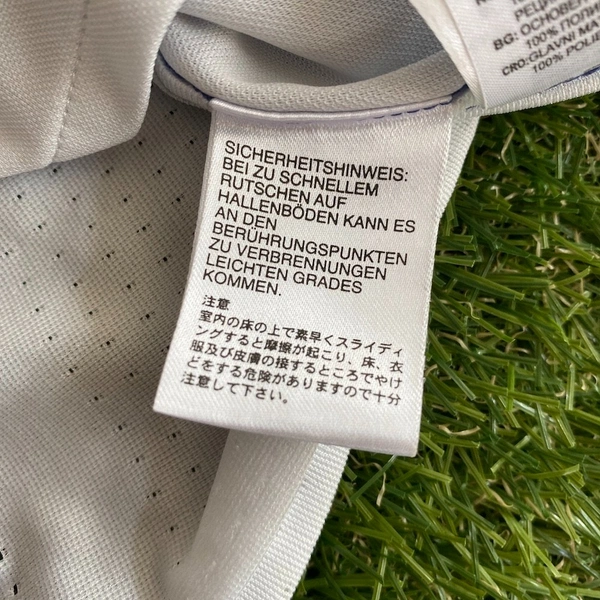 РЕЦИ
BG: ОСНОВЕН
100% ПОЛИ
CRO:GLAVNI MA
100% POLIE
SICHERHEITSHINWEIS:
BEI ZU SCHNELLEM
RUTSCHEN AUF
HALLENBÖDEN KANN ES
AN DEN
BERÜHRUNGSPUNKTEN
ZU VERBRENNUNGEN
LEICHTEN GRADES
KOMMEN.
注意
室内の床の上で素早くスライディ
ングすると摩擦が起こり、床、衣
服及び皮膚の接するところでやけ
どをする危険がありますので十分
注意して下さい。